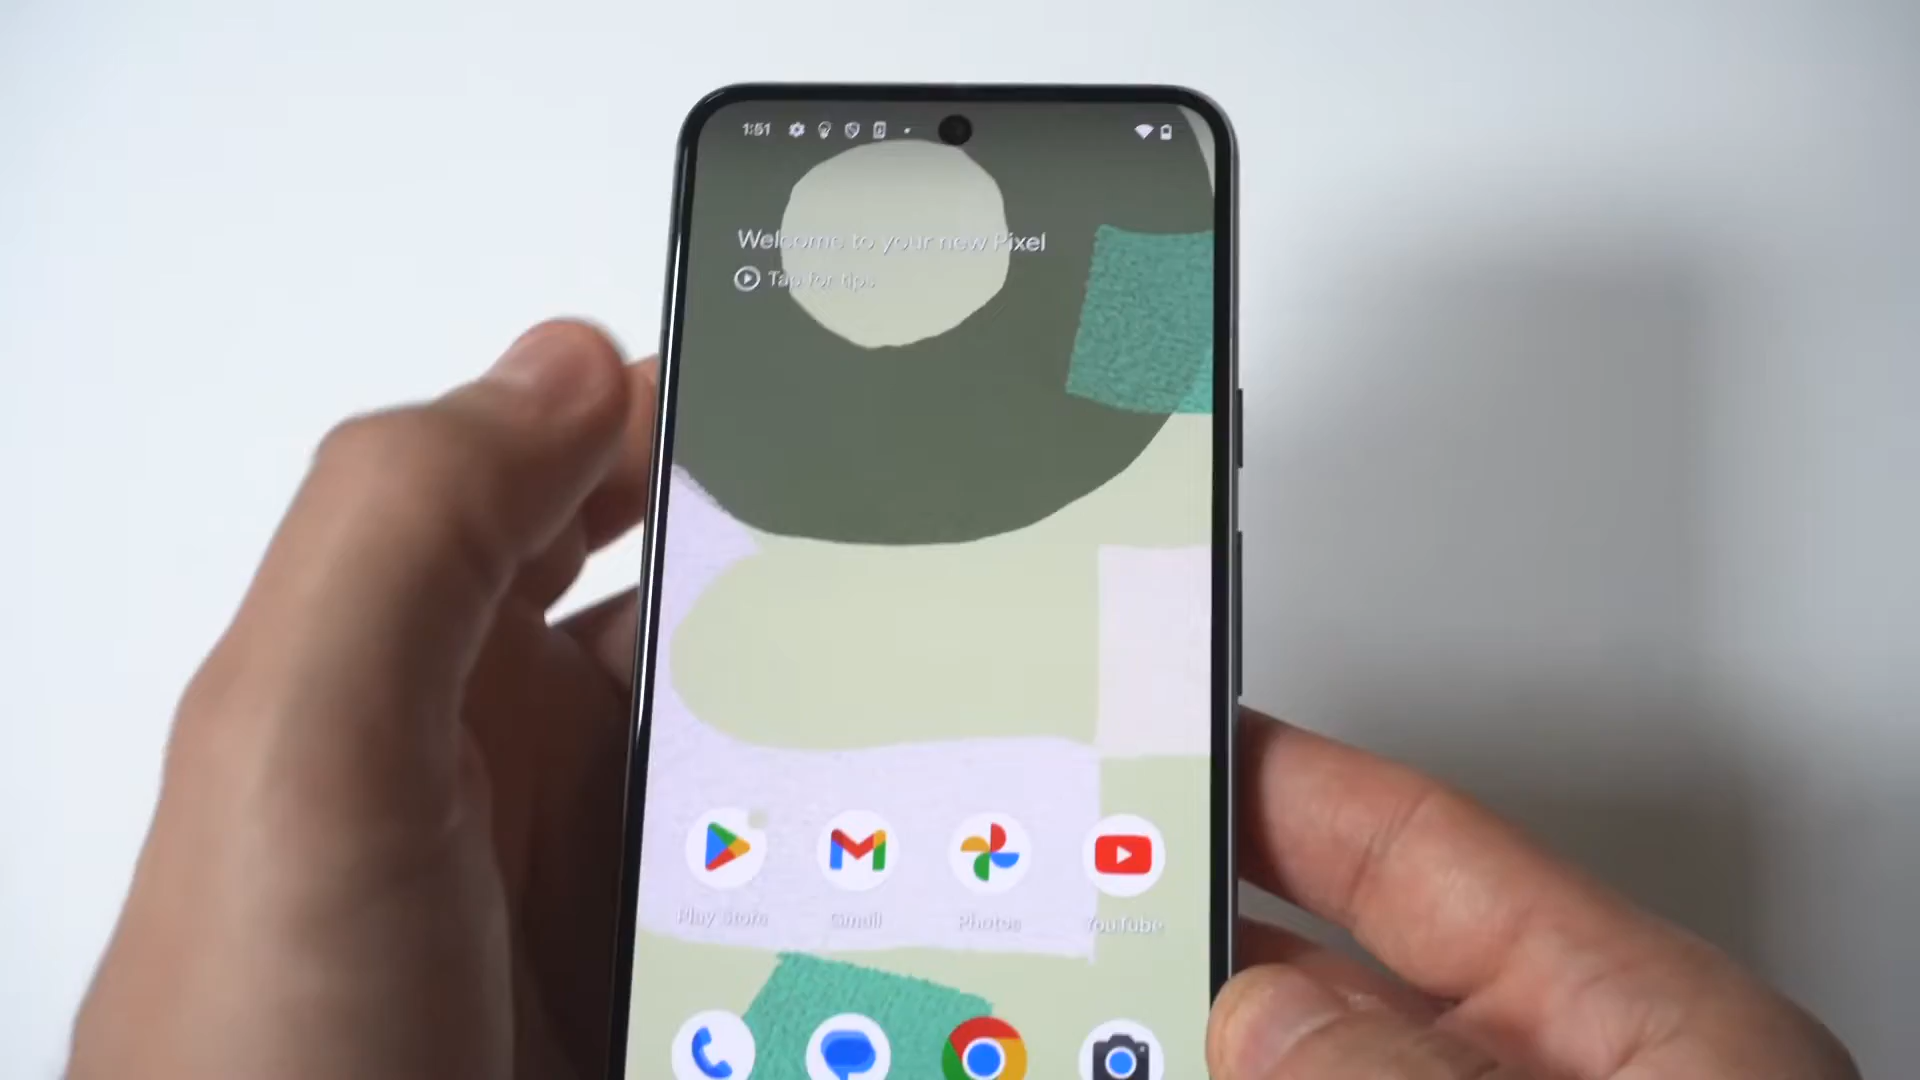 1:51
Welcome to your new Pixel
Tap for tips
Play Store
Gmail
Photos
YouTube